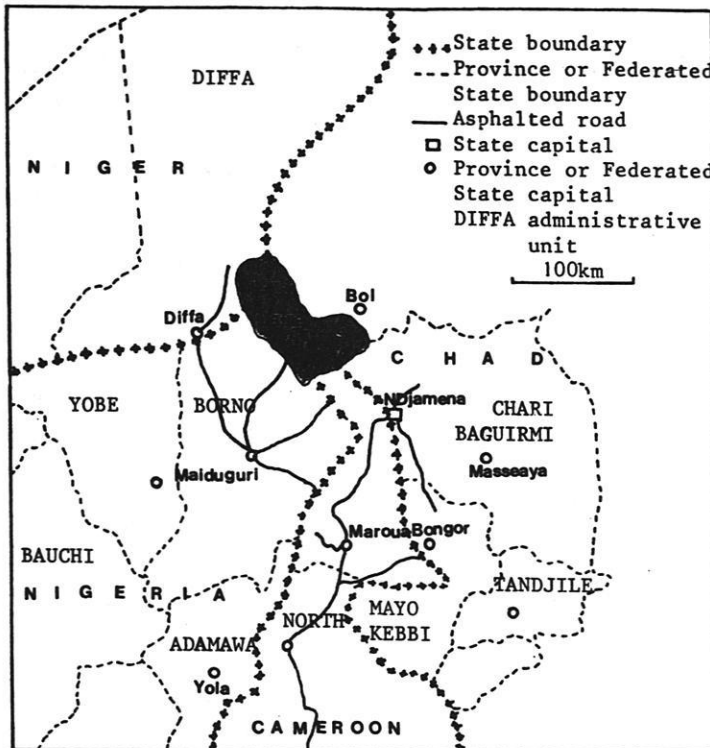 State boundary
Province or Federated
State boundary
Asphalted road
State capital
Province or Federated
State capital
DIFFA administrative
unit
100km
DIFFA
N I G E R
Bol
Diffa
C H A D
NDjamena
YOBE
BORNO
CHARI
BAGUIRMI
Maiduguri
Masseaya
Maroua
Bongor
BAUCHI
N I G E R I A
TANDJILE
NORTH
MAYO
KEBBI
ADAMAWA
Yola
C A M E R O O N